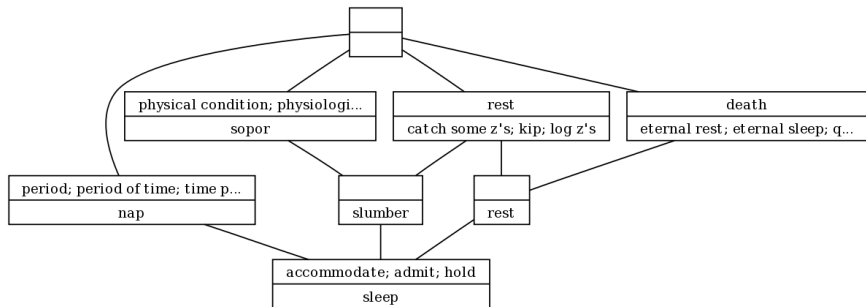 physical condition; physiologi...
sopor
rest
catch some z's; kip; log z's
death
eternal rest; eternal sleep; q...
period; period of time; time p...
nap
slumber
rest
accommodate; admit; hold
sleep